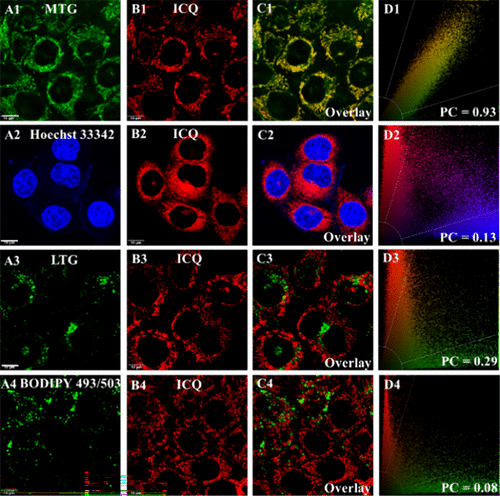 A1 MTG B1 ICQ C1 D1
Overlay PC = 0.93
A2 Hoechst 33342 B2 ICQ C2 D2
Overlay PC = 0.13
A3 LTG B3 ICQ C3 D3
Overlay PC = 0.29
A4 BODIPY 493/503 B4 ICQ C4 D4
Overlay PC = 0.08